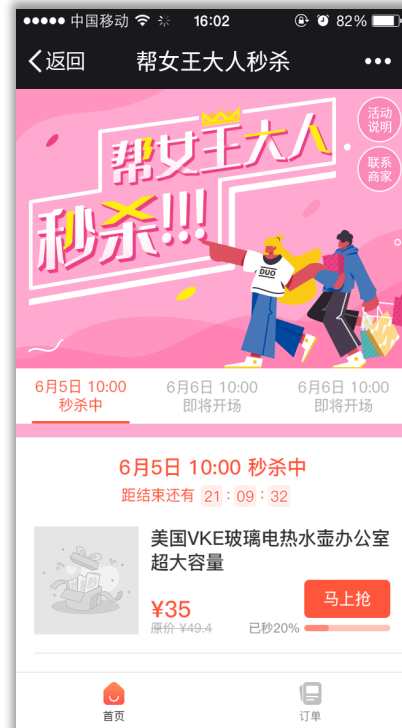 中国移动 16:02 82%
返回 帮女王大人秒杀
活动
说明
帮女王大人
联系
商家
秒杀!!!
DUO
6月5日 10:00 6月6日 10:00 6月6日 10:00
秒杀中 即将开场 即将开场
6月5日 10:00 秒杀中
距结束还有 21 : 09 : 32
美国VKE玻璃电热水壶办公室
超大容量
¥35
马上抢
原价 ¥49.4 已秒20%
首页 订单